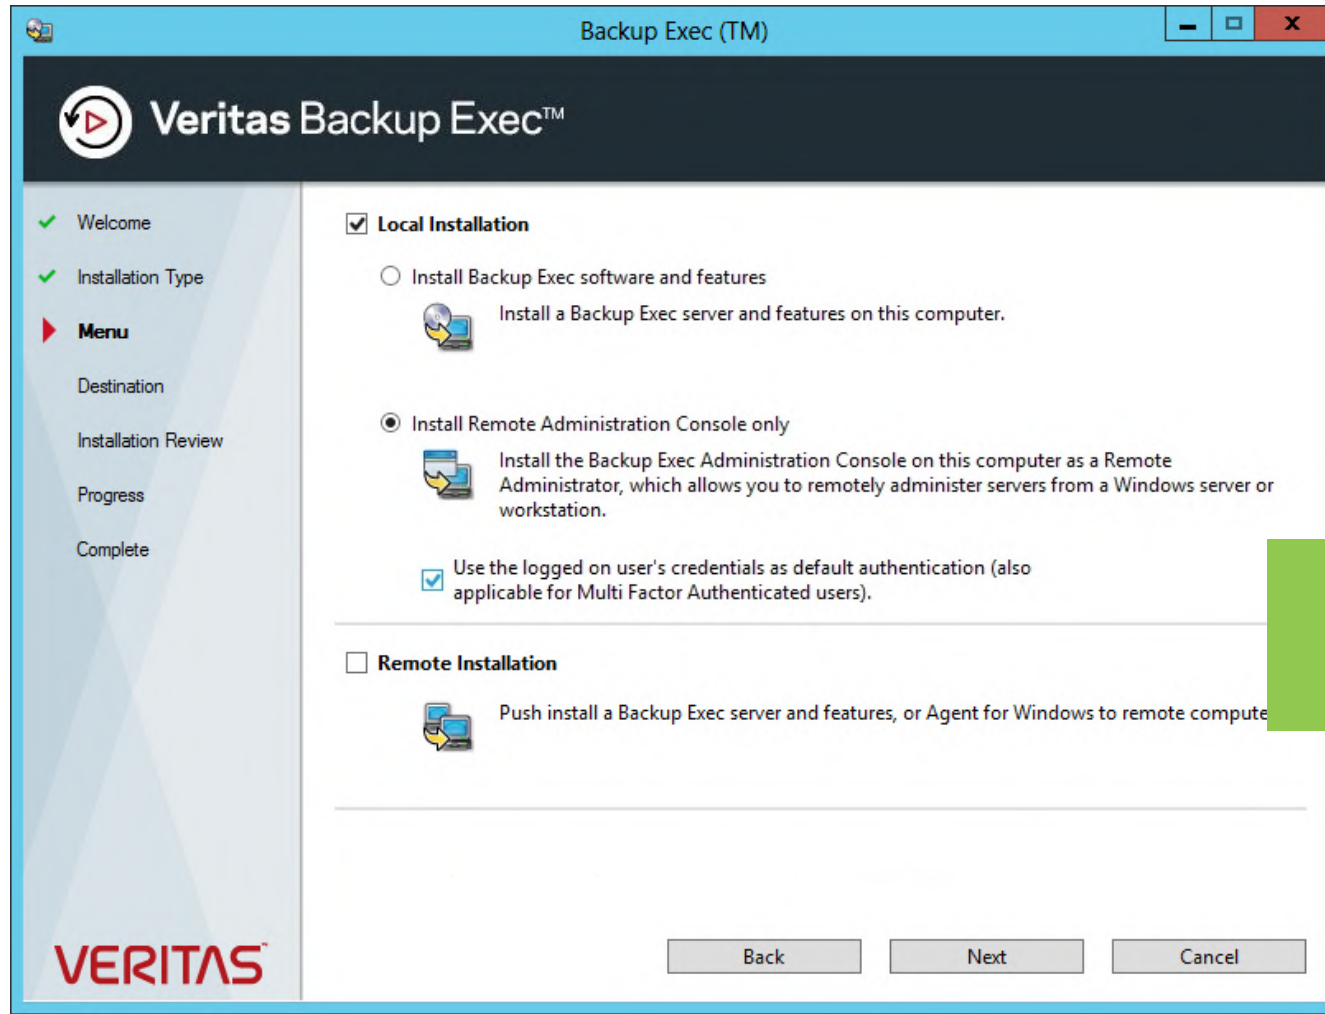 Backup Exec (TM)
Veritas Backup Exec™
Welcome
Installation Type
Menu
Destination
Installation Review
Progress
Complete
Local Installation
Install Backup Exec software and features
Install a Backup Exec server and features on this computer.
Install Remote Administration Console only
Install the Backup Exec Administration Console on this computer as a Remote
Administrator, which allows you to remotely administer servers from a Windows server or
workstation.
Use the logged on user's credentials as default authentication (also
applicable for Multi Factor Authenticated users).
Remote Installation
Push install a Backup Exec server and features, or Agent for Windows to remote compute
VERITAS™
Back
Next
Cancel